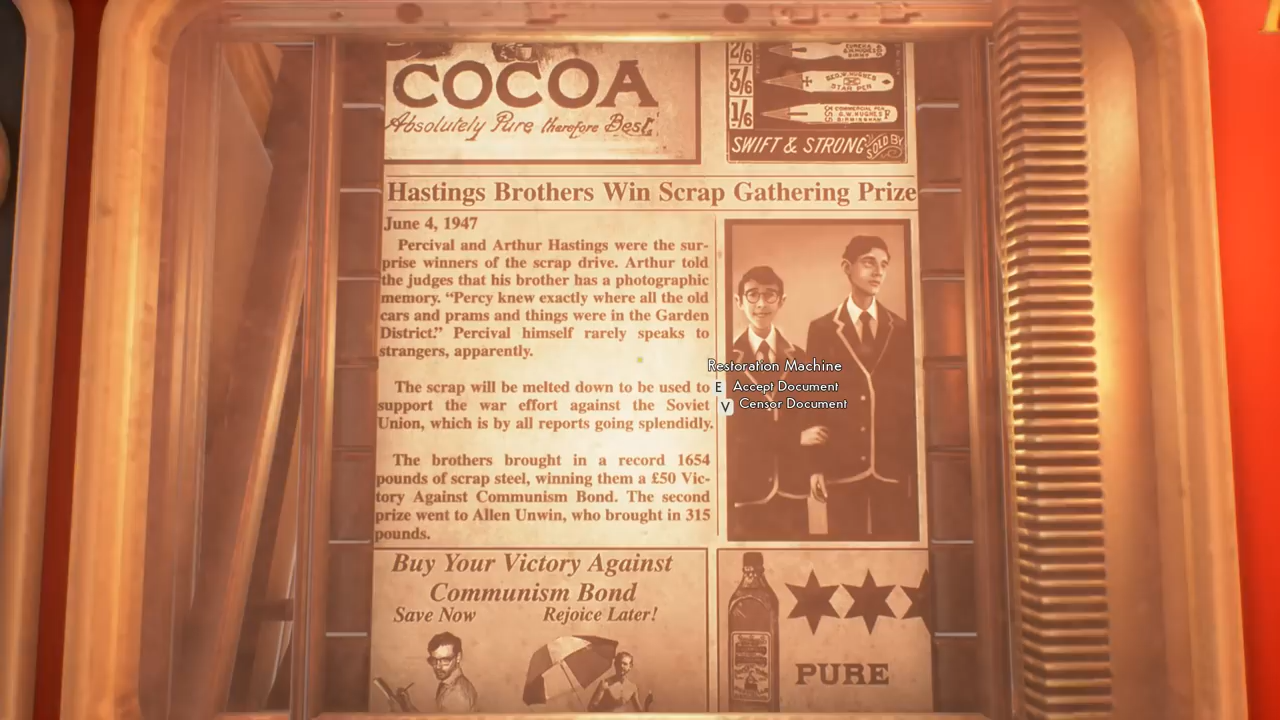 COCOA
Absolutely Pure therefore Best.
2/6
3/6
1/6
GEO. W. HUGHES
STAR PEN
G. W. HUGHES
BIRMINGHAM
SWIFT & STRONG
SOLD BY
Hastings Brothers Win Scrap Gathering Prize
June 4, 1947
Percival and Arthur Hastings were the sur-
prise winners of the scrap drive. Arthur told
the judges that his brother has a photographic
memory. “Percy knew exactly where all the old
cars and prams and things were in the Garden
District.” Percival himself rarely speaks to
strangers, apparently.
The scrap will be melted down to be used to
support the war effort against the Soviet
Union, which is by all reports going splendidly.
The brothers brought in a record 1654
pounds of scrap steel, winning them a £50 Vic-
tory Against Communism Bond. The second
prize went to Allen Unwin, who brought in 315
pounds.
Restoration Machine
E Accept Document
V Censor Document
Buy Your Victory Against
Communism Bond
Save Now Rejoice Later!
PURE